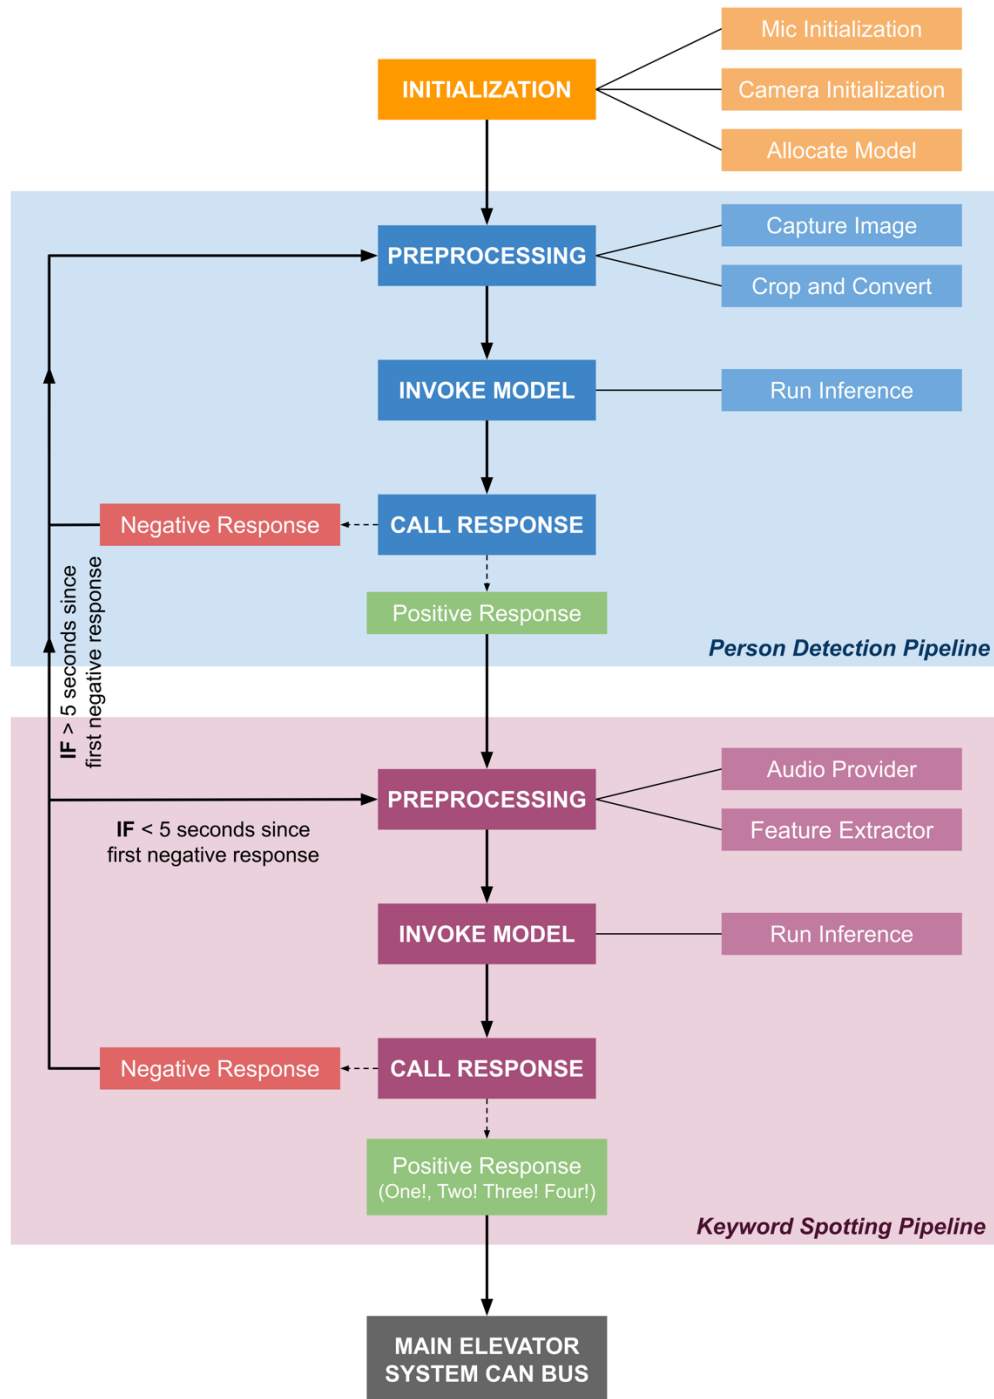 Mic Initialization
INITIALIZATION
Camera Initialization
Allocate Model
Capture Image
PREPROCESSING
Crop and Convert
INVOKE MODEL
Run Inference
Negative Response
CALL RESPONSE
Positive Response
Person Detection Pipeline
IF > 5 seconds since
first negative response
Audio Provider
PREPROCESSING
Feature Extractor
IF < 5 seconds since
first negative response
INVOKE MODEL
Run Inference
Negative Response
CALL RESPONSE
Positive Response
(One!, Two! Three! Four!)
Keyword Spotting Pipeline
MAIN ELEVATOR
SYSTEM CAN BUS